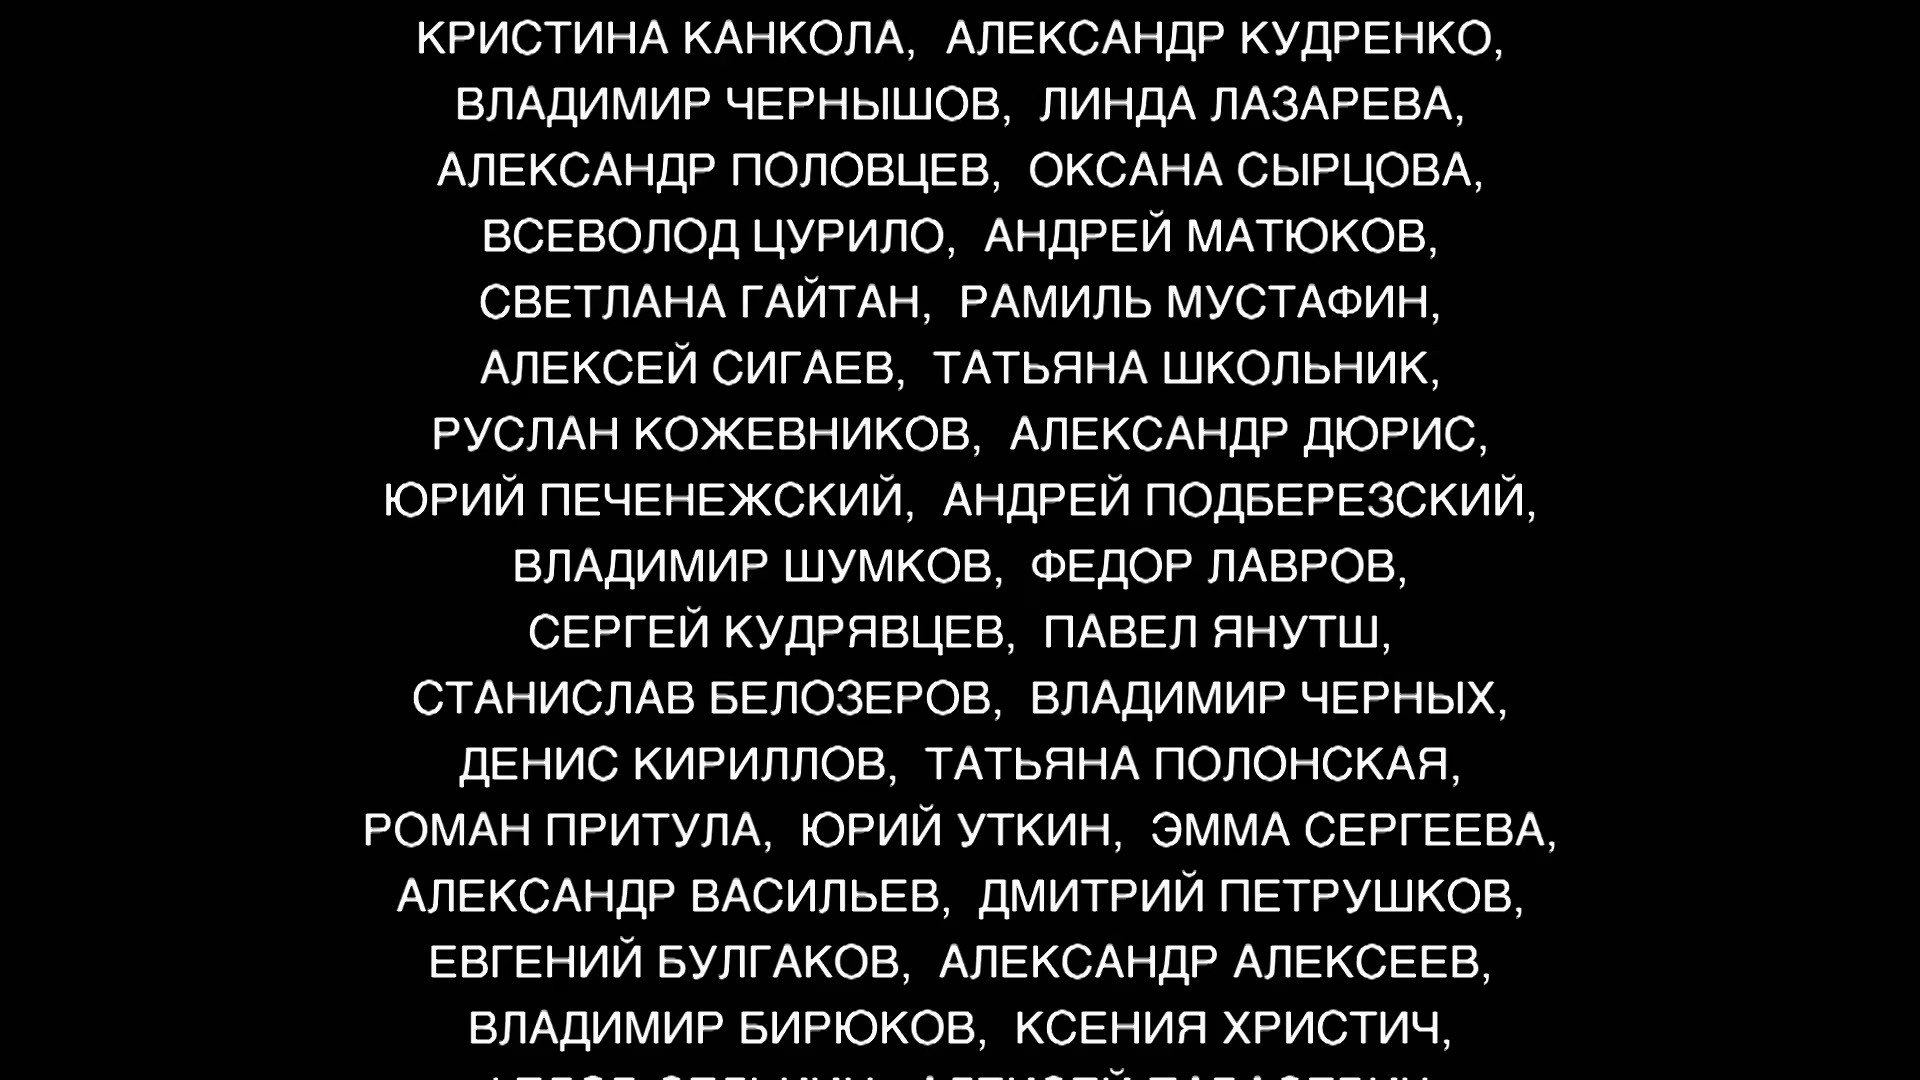 КРИСТИНА КАНКОЛА, АЛЕКСАНДР КУДРЕНКО,
ВЛАДИМИР ЧЕРНЫШОВ, ЛИНДА ЛАЗАРЕВА,
АЛЕКСАНДР ПОЛОВЦЕВ, ОКСАНА СЫРЦОВА,
ВСЕВОЛОД ЦУРИЛО, АНДРЕЙ МАТЮКОВ,
СВЕТЛАНА ГАЙТАН, РАМИЛЬ МУСТАФИН,
АЛЕКСЕЙ СИГАЕВ, ТАТЬЯНА ШКОЛЬНИК,
РУСЛАН КОЖЕВНИКОВ, АЛЕКСАНДР ДЮРИС,
ЮРИЙ ПЕЧЕНЕЖСКИЙ, АНДРЕЙ ПОДБЕРЕЗСКИЙ,
ВЛАДИМИР ШУМКОВ, ФЕДОР ЛАВРОВ,
СЕРГЕЙ КУДРЯВЦЕВ, ПАВЕЛ ЯНУТШ,
СТАНИСЛАВ БЕЛОЗЕРОВ, ВЛАДИМИР ЧЕРНЫХ,
ДЕНИС КИРИЛЛОВ, ТАТЬЯНА ПОЛОНСКАЯ,
РОМАН ПРИТУЛА, ЮРИЙ УТКИН, ЭММА СЕРГЕЕВА,
АЛЕКСАНДР ВАСИЛЬЕВ, ДМИТРИЙ ПЕТРУШКОВ,
ЕВГЕНИЙ БУЛГАКОВ, АЛЕКСАНДР АЛЕКСЕЕВ,
ВЛАДИМИР БИРЮКОВ, КСЕНИЯ ХРИСТИЧ,